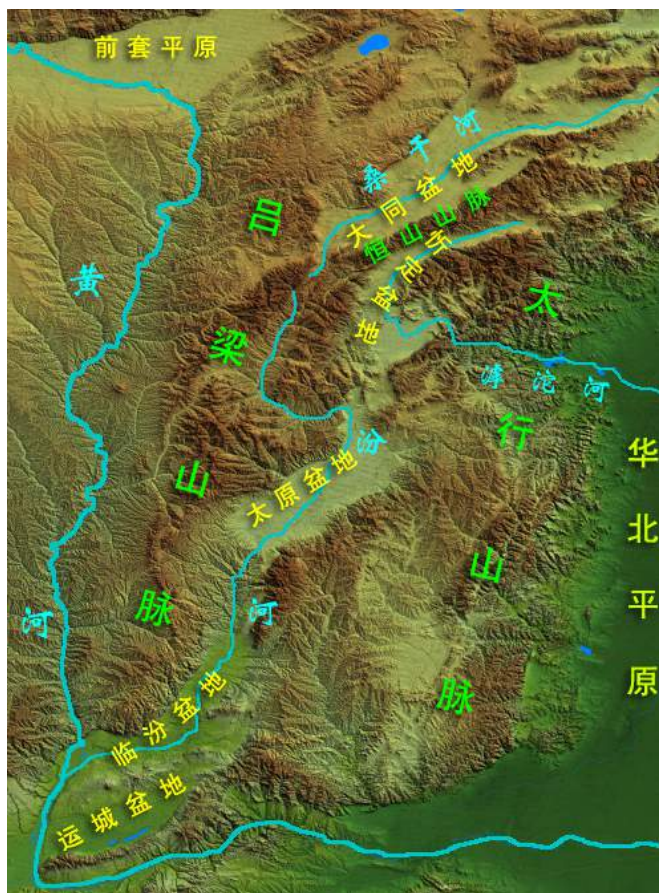 前套平原
桑干河
大同盆地
恒山山脉
忻定盆地
吕梁山脉
黄河
太行山脉
滹沱河
汾河
太原盆地
华北平原
临汾盆地
运城盆地